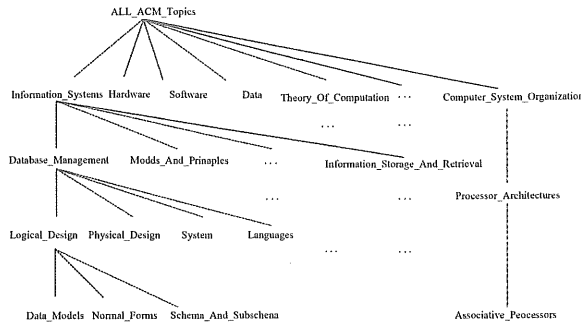 ALL_ACM_Topics
Information_Systems Hardware Software Data Theory_Of_Computation ... Computer_System_Organization
... ...
Database_Management Modds_And_Prinaples ... Information_Storage_And_Retrieval
... ... Processor_Architectures
Logical_Design Physical_Design System Languages ... ...
Data_Models Normal_Forms Schema_And_Subschena Associative_Peocessors